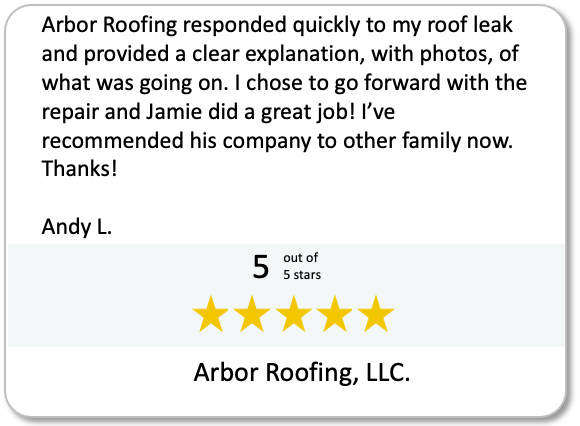 Arbor Roofing responded quickly to my roof leak
and provided a clear explanation, with photos, of
what was going on. I chose to go forward with the
repair and Jamie did a great job! I’ve
recommended his company to other family now.
Thanks!
Andy L.
5 out of
5 stars
Arbor Roofing, LLC.